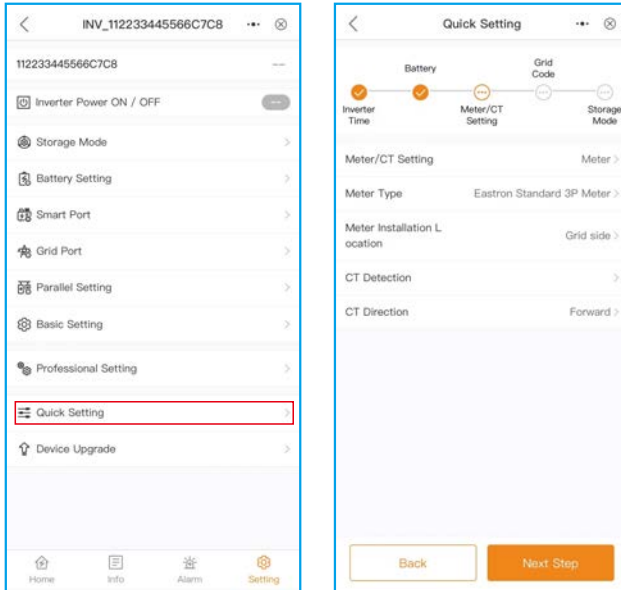 INV_112233445566C7C8
112233445566C7C8
--
Inverter Power ON / OFF
--
Storage Mode
Battery Setting
Smart Port
Grid Port
Parallel Setting
Basic Setting
Professional Setting
Quick Setting
Device Upgrade
Home
Info
Alarm
Setting
Quick Setting
Battery
Grid
Code
Inverter
Time
Meter/CT
Setting
Storage
Mode
Meter/CT Setting
Meter
Meter Type
Eastron Standard 3P Meter
Meter Installation L
ocation
Grid side
CT Detection
CT Direction
Forward
Back
Next Step